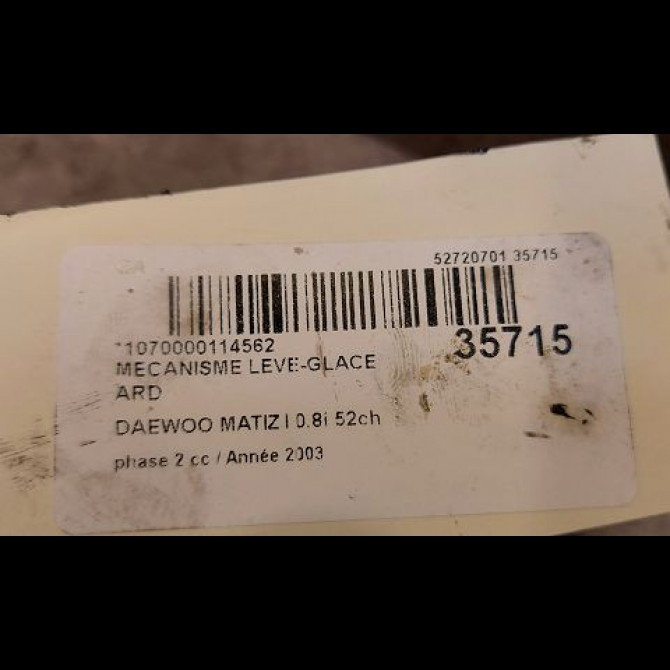 52720701 35715
*1070000114562
35715
MECANISME LEVE-GLACE
ARD
DAEWOO MATIZ I 0.8i 52ch
phase 2 cc / Année 2003